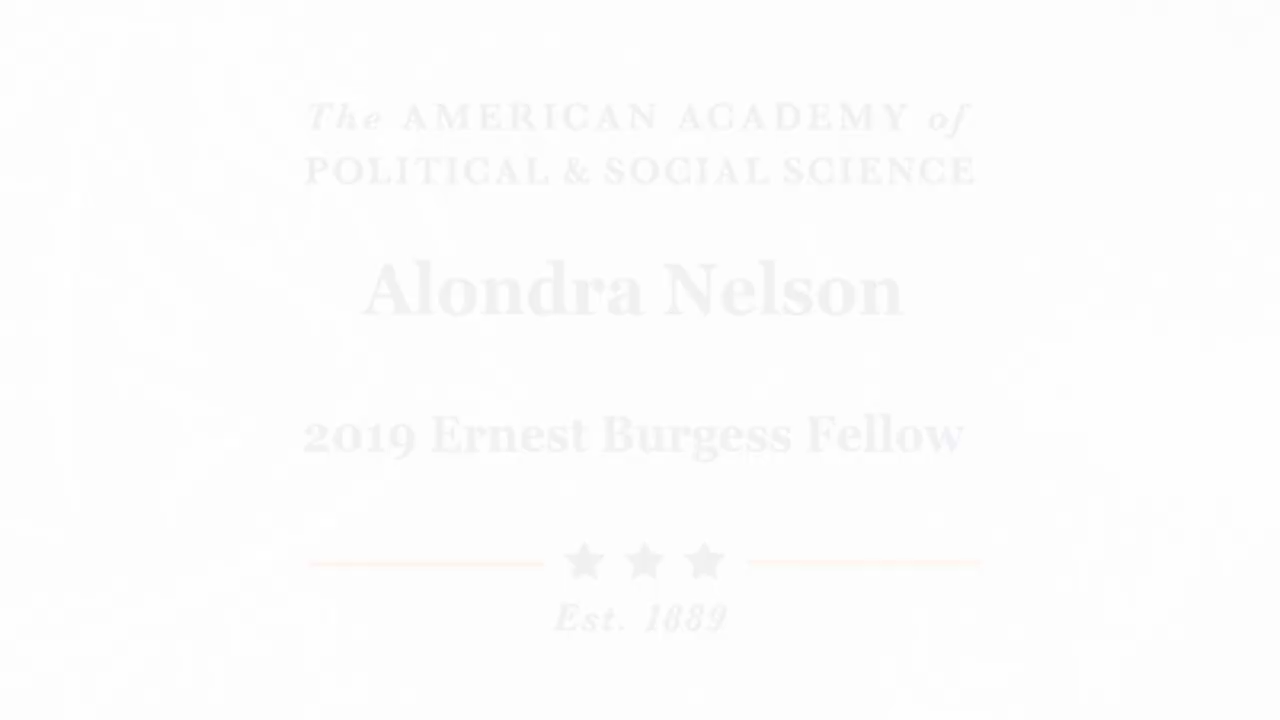 The AMERICAN ACADEMY of
POLITICAL & SOCIAL SCIENCE
Alondra Nelson
2019 Ernest Burgess Fellow
Est. 1889